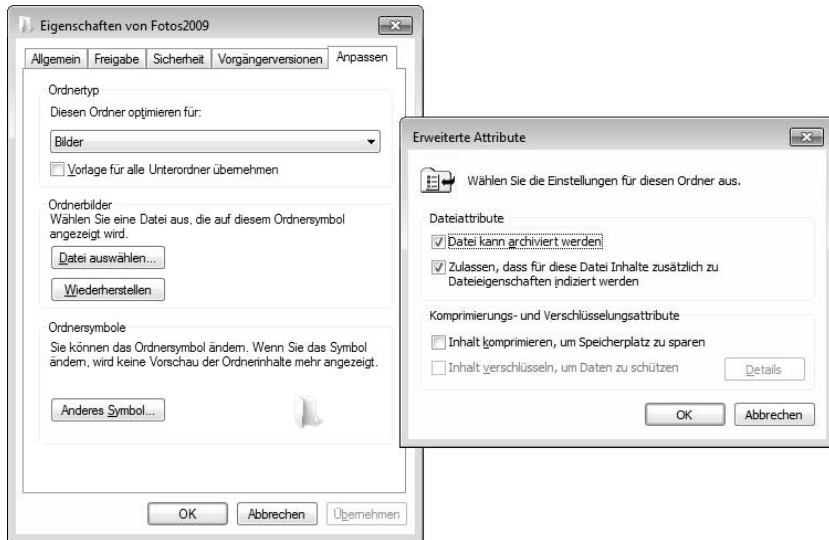 Eigenschaften von Fotos2009
Allgemein Freigabe Sicherheit Vorgängerversionen Anpassen
Ordnertyp
Diesen Ordner optimieren für:
Bilder
Vorlage für alle Unterordner übernehmen
Ordnerbilder
Wählen Sie eine Datei aus, die auf diesem Ordnersymbol
angezeigt wird.
Datei auswählen...
Wiederherstellen
Ordnersymbole
Sie können das Ordnersymbol ändern. Wenn Sie das Symbol
ändern, wird keine Vorschau der Ordnerinhalte mehr angezeigt.
Anderes Symbol...
OK Abbrechen Übernehmen
Erweiterte Attribute
Wählen Sie die Einstellungen für diesen Ordner aus.
Dateiattribute
Datei kann archiviert werden
Zulassen, dass für diese Datei Inhalte zusätzlich zu
Dateieigenschaften indiziert werden
Komprimierungs- und Verschlüsselungsattribute
Inhalt komprimieren, um Speicherplatz zu sparen
Inhalt verschlüsseln, um Daten zu schützen
Details
OK Abbrechen